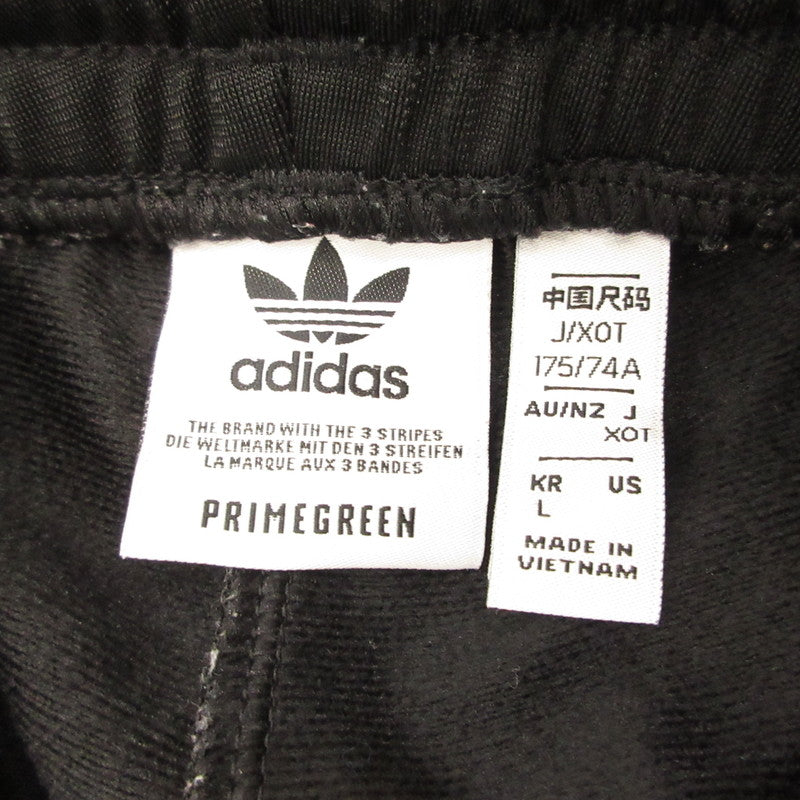 adidas
THE BRAND WITH THE 3 STRIPES
DIE WELTMARKE MIT DEN 3 STREIFEN
LA MARQUE AUX 3 BANDES
PRIMEGREEN
中国尺码
J/XOT
175/74A
AU/NZ J
XOT
KR US
L
MADE IN
VIETNAM